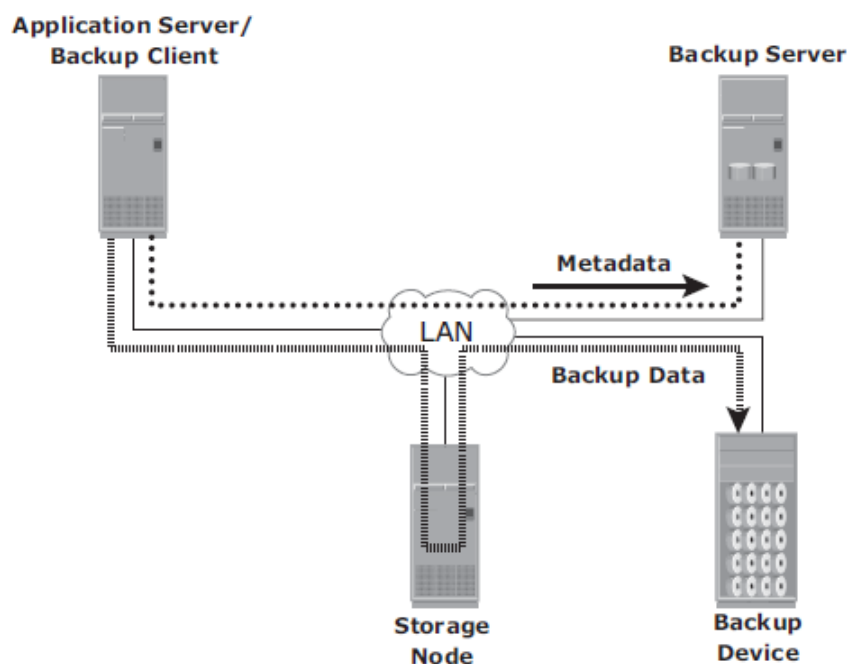 Application Server/
Backup Client
Backup Server
Metadata
LAN
Backup Data
Storage
Node
Backup
Device